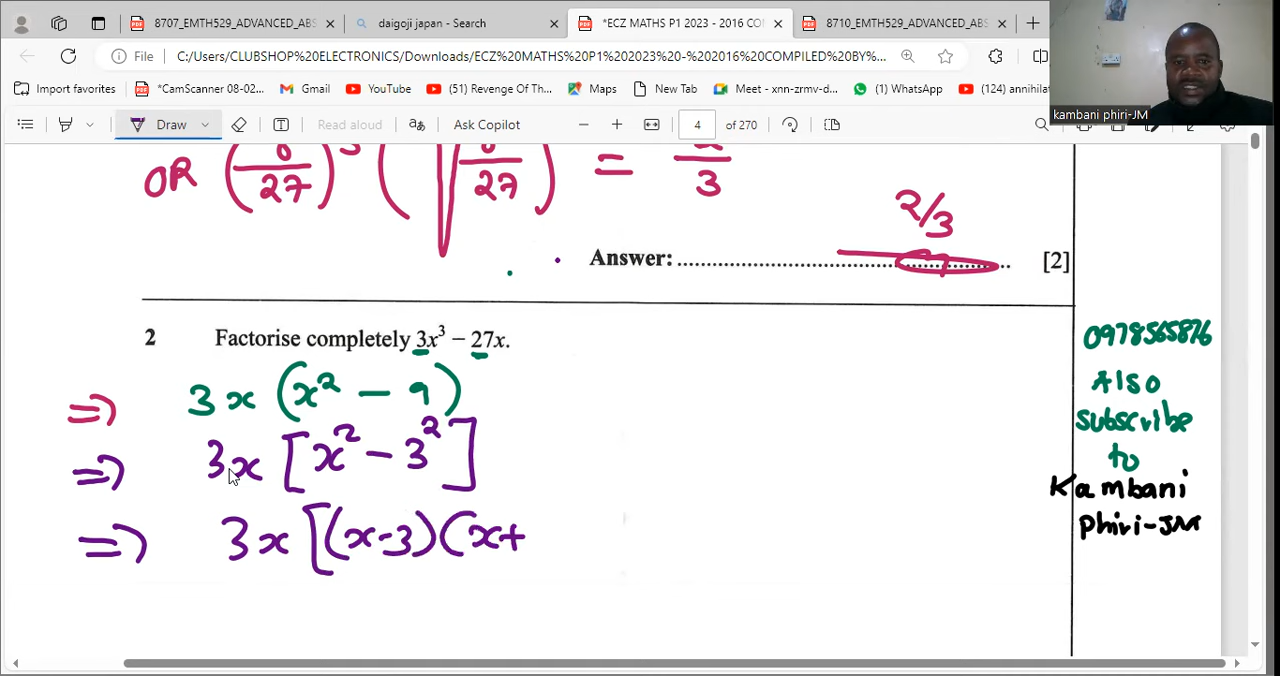 8707_EMTH529_ADVANCED_ABS
daigoji japan - Search
*ECZ MATHS P1 2023 - 2016 CO
8710_EMTH529_ADVANCED_ABS
File
C:/Users/CLUBSHOP%20ELECTRONICS/Downloads/ECZ%20MATHS%20P1%202023%20-%202016%20COMPILED%20BY%...
Import favorites
*CamScanner 08-02...
Gmail
YouTube
(51) Revenge Of Th...
Maps
New Tab
Meet - xnn-zrmv-d...
(1) WhatsApp
(124) annihilat
kambani phiri-JM
Draw
Read aloud
Ask Copilot
4
of 270
OR
27
27
=
3
2/3
Answer: ........................................................ [2]
2 Factorise completely 3x³ − 27x.
=> 3x (x² − 9)
=> 3x [x² − 3²]
=> 3x [(x-3)(x+
0978565876
Also
subscribe
to
Kambani
Phiri-JM